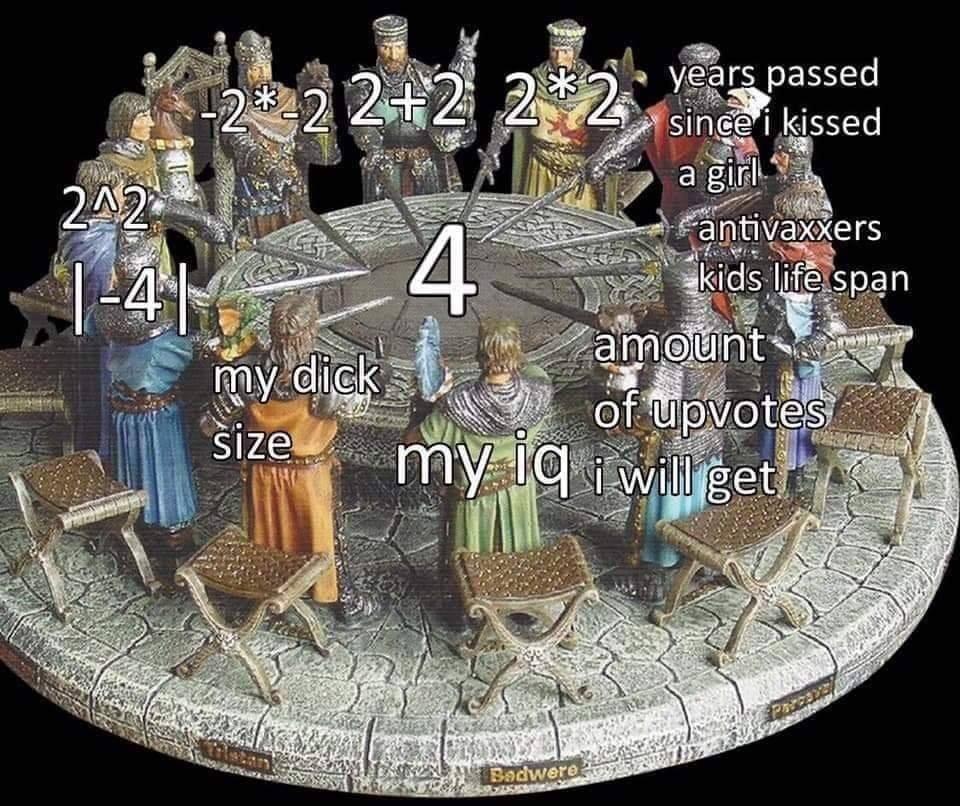 -2*-2
2+2
2*2
years passed
since i kissed
a girl
2^2
4
antivaxxers
kids life span
|-4|
my dick
size
amount
of upvotes
i will get
my iq
Tristan
Bedwere